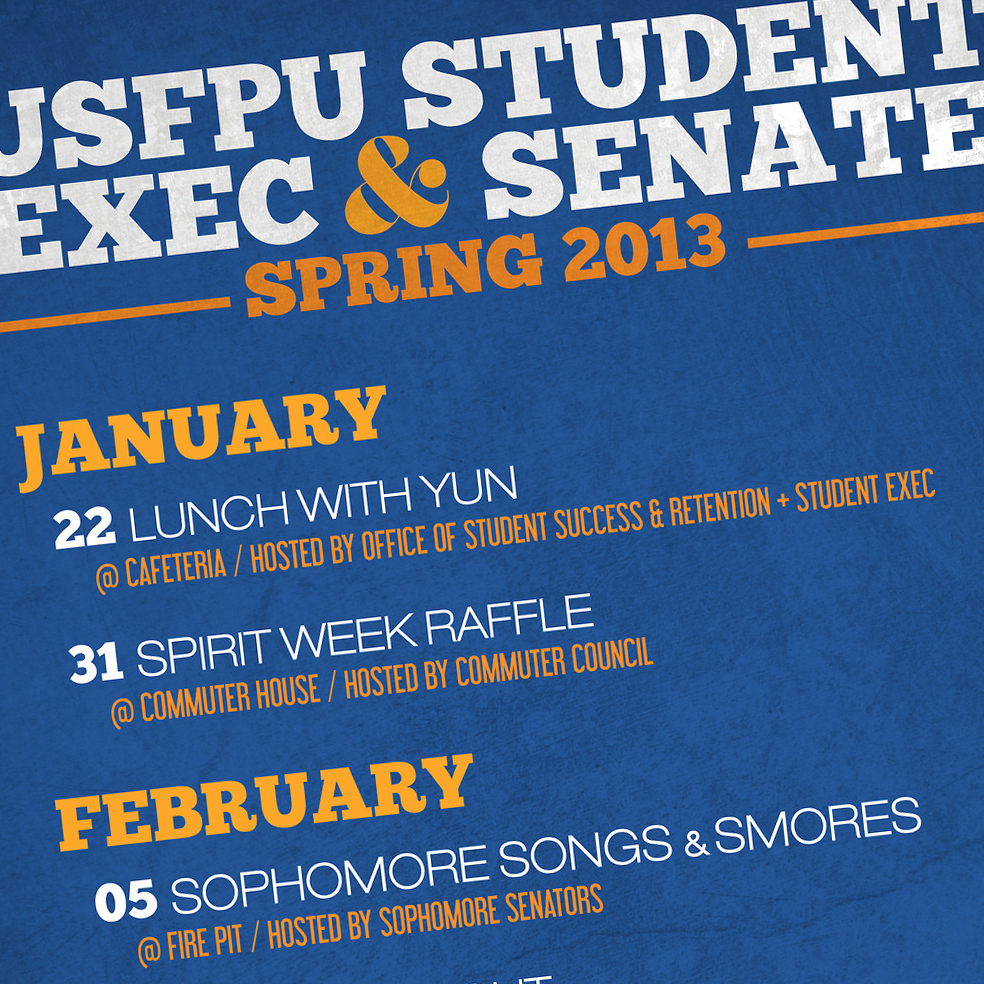 USFPU STUDENT
EXEC & SENATE
SPRING 2013
JANUARY
22 LUNCH WITH YUN
@ CAFETERIA / HOSTED BY OFFICE OF STUDENT SUCCESS & RETENTION + STUDENT EXEC
31 SPIRIT WEEK RAFFLE
@ COMMUTER HOUSE / HOSTED BY COMMUTER COUNCIL
FEBRUARY
05 SOPHOMORE SONGS & SMORES
@ FIRE PIT / HOSTED BY SOPHOMORE SENATORS